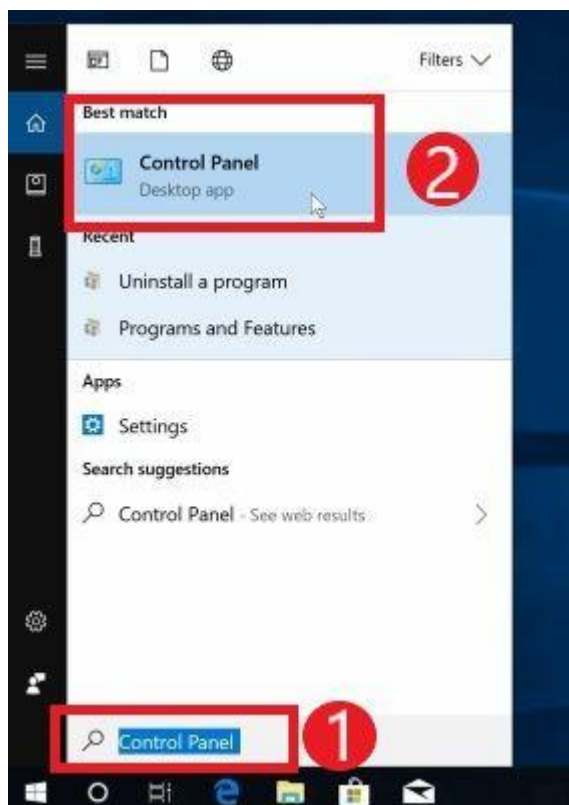 Filters
Best match
Control Panel
Desktop app
2
Recent
Uninstall a program
Programs and Features
Apps
Settings
Search suggestions
Control Panel - See web results
Control Panel
1